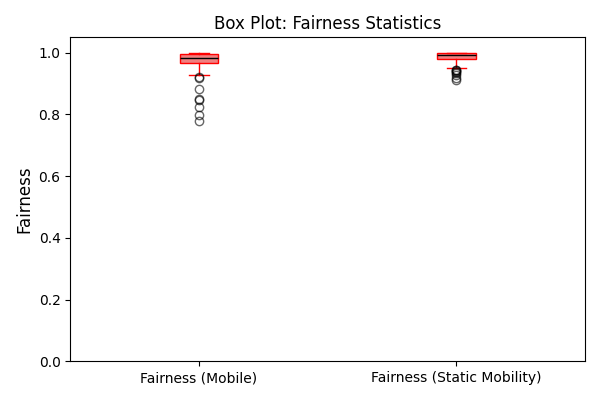 Box Plot: Fairness Statistics
Fairness
1.0
0.8
0.6
0.4
0.2
0.0
Fairness (Mobile)
Fairness (Static Mobility)